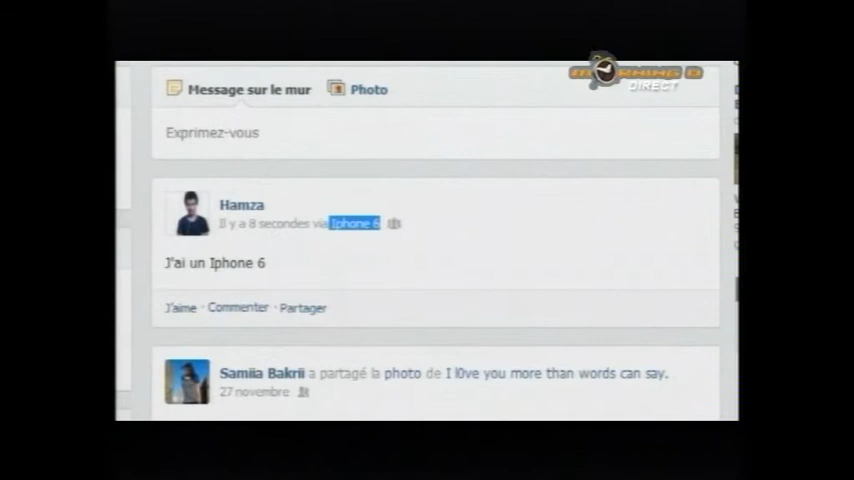 MORNING D
DIRECT
Message sur le mur
Photo
Exprimez-vous
Hamza
Il y a 8 secondes via Iphone 6
J'ai un Iphone 6
J'aime · Commenter · Partager
Samiia Bakrii a partagé la photo de I l0ve you more than words can say.
27 novembre